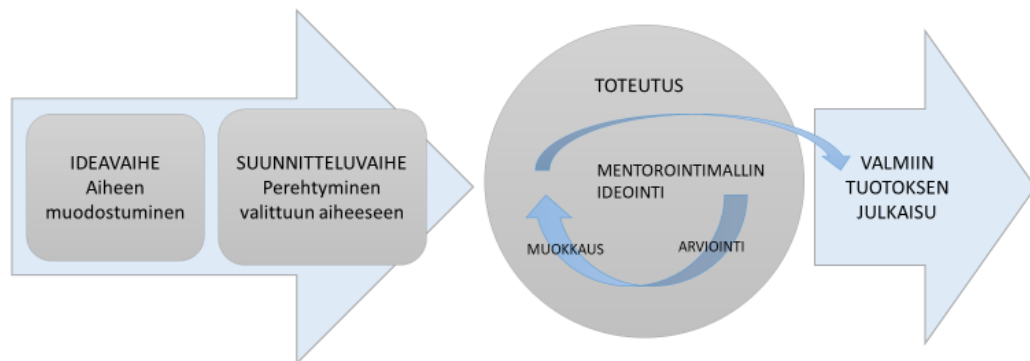 IDEAVAIHE
Aiheen
muodostuminen
SUUNNITTELUVAIHE
Perehtyminen
valittuun aiheeseen
TOTEUTUS
MENTOROINTIMALLIN
IDEOINTI
MUOKKAUS
ARVIOINTI
VALMIIN
TUOTOKSEN
JULKAISU